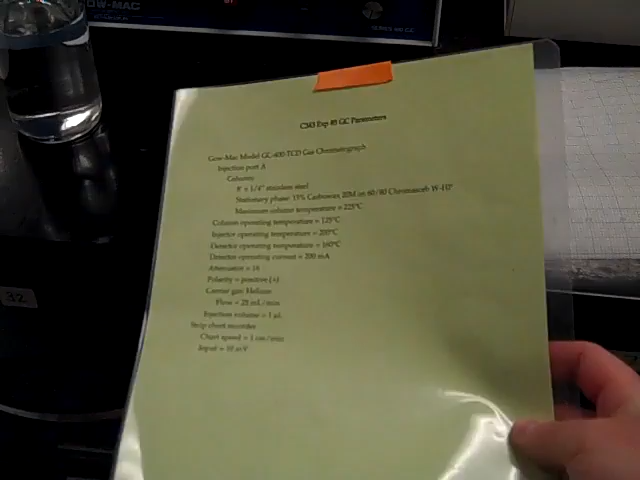 OW-MAC
C343 Exp 4B GC Parameters
Gow-Mac Model GC-400-TCD Gas Chromatograph
Injection port A
Column:
8' x 1/4" stainless steel
Stationary phase: 15% Carbowax 20M on 60/80 Chromosorb W-HP
Maximum column temperature = 225°C
Column operating temperature = 125°C
Injector operating temperature = 200°C
Detector operating temperature = 160°C
Detector operating current = 200 mA
Attenuator = 16
Polarity = positive (+)
Carrier gas: Helium
Flow = 25 mL/min
Injection volume = 1 μL
Strip chart recorder
Chart speed = 1 cm/min
Input = 10 mV
32